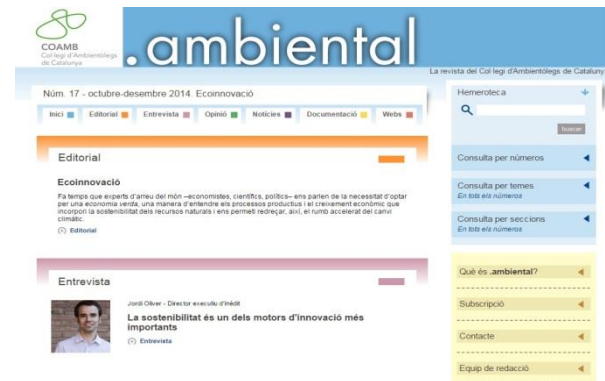 COAMB
Col·legi d'Ambientòlegs
de Catalunya
.ambiental
La revista del Col·legi d'Ambientòlegs de Catalunya
Núm. 17 - octubre-desembre 2014. Ecoinnovació
Inici Editorial Entrevista Opinió Notícies Documentació Webs
Editorial
Ecoinnovació
Fa temps que experts d'arreu del món –economistes, científics, polítics– ens parlen de la necessitat d'optar
per una economia verda, una manera d'entendre els processos productius i el creixement econòmic que
incorpori la sostenibilitat dels recursos naturals i ens permeti redreçar, així, el rumb accelerat del canvi
climàtic.
Editorial
Entrevista
Jordi Oliver - Director executiu d'inèdit
La sostenibilitat és un dels motors d'innovació més
importants
Entrevista
Hemeroteca
buscar
Consulta per números
Consulta per temes
En tots els números
Consulta per seccions
En tots els números
Què és .ambiental?
Subscripció
Contacte
Equip de redacció